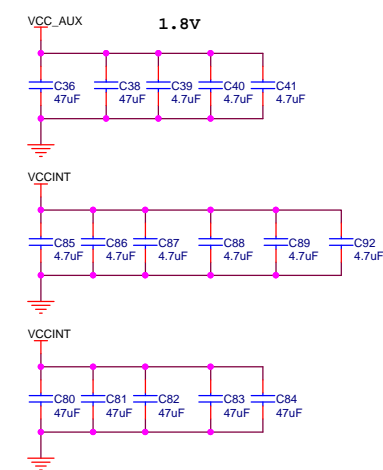 VCC_AUX 1.8V
C36 C38 C39 C40 C41
47uF 47uF 4.7uF 4.7uF 4.7uF
VCCINT
C85 C86 C87 C88 C89 C92
4.7uF 4.7uF 4.7uF 4.7uF 4.7uF 4.7uF
VCCINT
C80 C81 C82 C83 C84
47uF 47uF 47uF 47uF 47uF